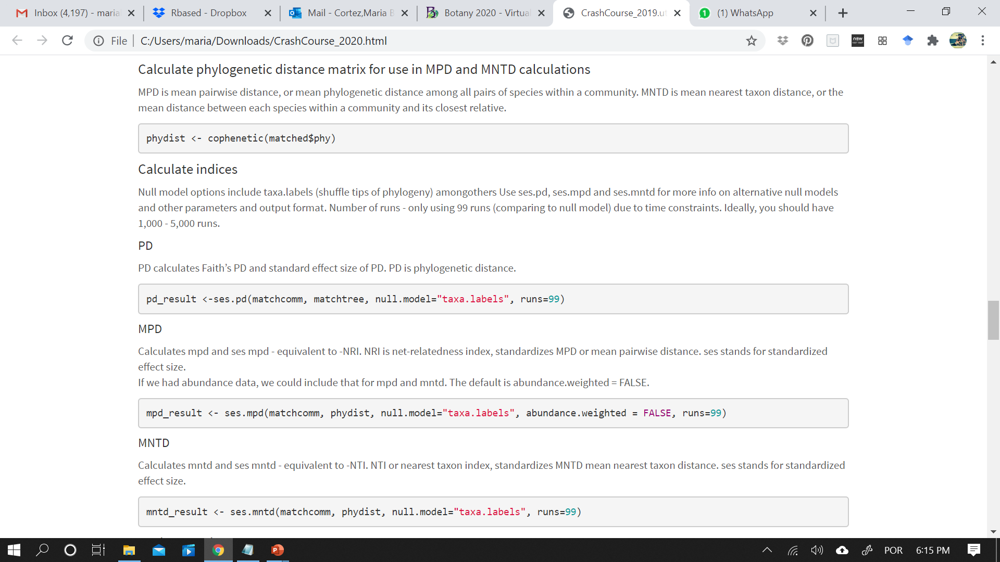 Inbox (4,197) - maria
Rbased - Dropbox
Mail - Cortez,Maria B
Botany 2020 - Virtual
CrashCourse_2019.ut
1
(1) WhatsApp
File
C:/Users/maria/Downloads/CrashCourse_2020.html
Calculate phylogenetic distance matrix for use in MPD and MNTD calculations
MPD is mean pairwise distance, or mean phylogenetic distance among all pairs of species within a community. MNTD is mean nearest taxon distance, or the
mean distance between each species within a community and its closest relative.
phydist <- cophenetic(matched$phy)
Calculate indices
Null model options include taxa.labels (shuffle tips of phylogeny) amongothers Use ses.pd, ses.mpd and ses.mntd for more info on alternative null models
and other parameters and output format. Number of runs - only using 99 runs (comparing to null model) due to time constraints. Ideally, you should have
1,000 - 5,000 runs.
PD
PD calculates Faith’s PD and standard effect size of PD. PD is phylogenetic distance.
pd_result <-ses.pd(matchcomm, matchtree, null.model="taxa.labels", runs=99)
MPD
Calculates mpd and ses mpd - equivalent to -NRI. NRI is net-relatedness index, standardizes MPD or mean pairwise distance. ses stands for standardized
effect size.
If we had abundance data, we could include that for mpd and mntd. The default is abundance.weighted = FALSE.
mpd_result <- ses.mpd(matchcomm, phydist, null.model="taxa.labels", abundance.weighted = FALSE, runs=99)
MNTD
Calculates mntd and ses mntd - equivalent to -NTI. NTI or nearest taxon index, standardizes MNTD mean nearest taxon distance. ses stands for standardized
effect size.
mntd_result <- ses.mntd(matchcomm, phydist, null.model="taxa.labels", runs=99)
POR
6:15 PM